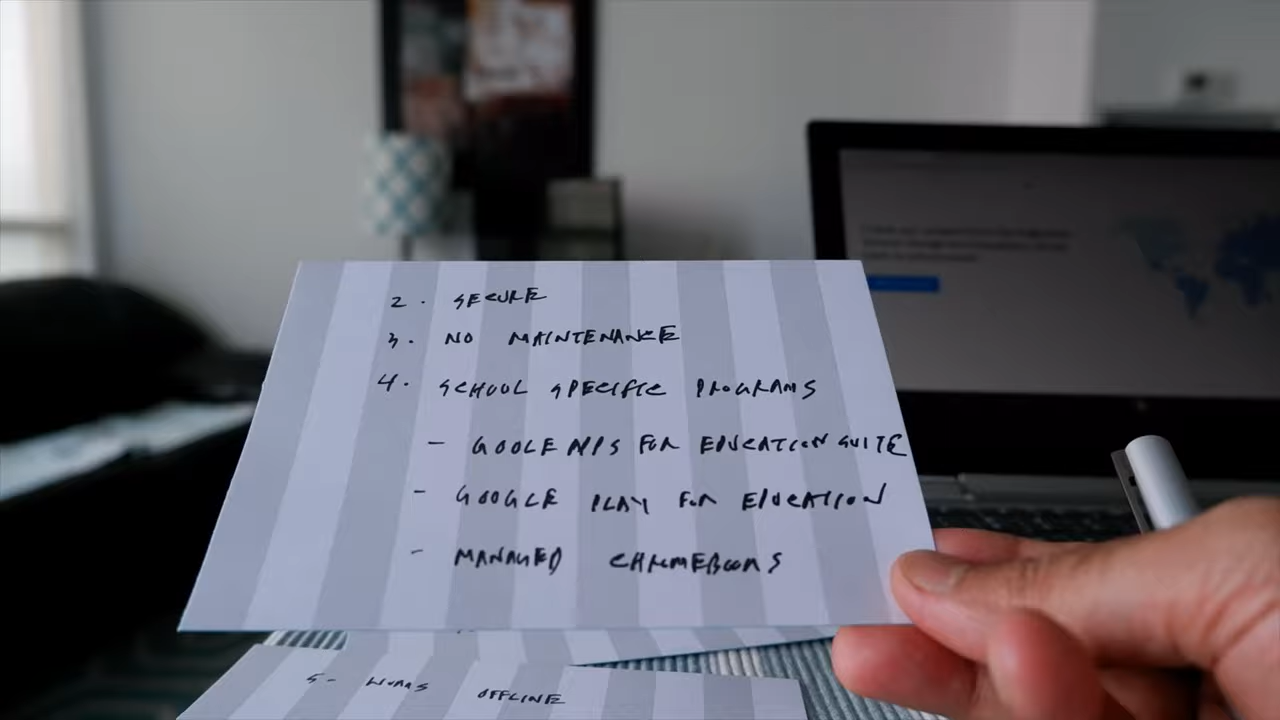 2. SECURE
3. NO MAINTENANCE
4. SCHOOL SPECIFIC PROGRAMS
- GOOLE APPS FOR EDUCATION SUITE
- GOOGLE PLAY FOR EDUCATION
- MANAGED CHROMEBOOKS
5- WORKS OFFLINE